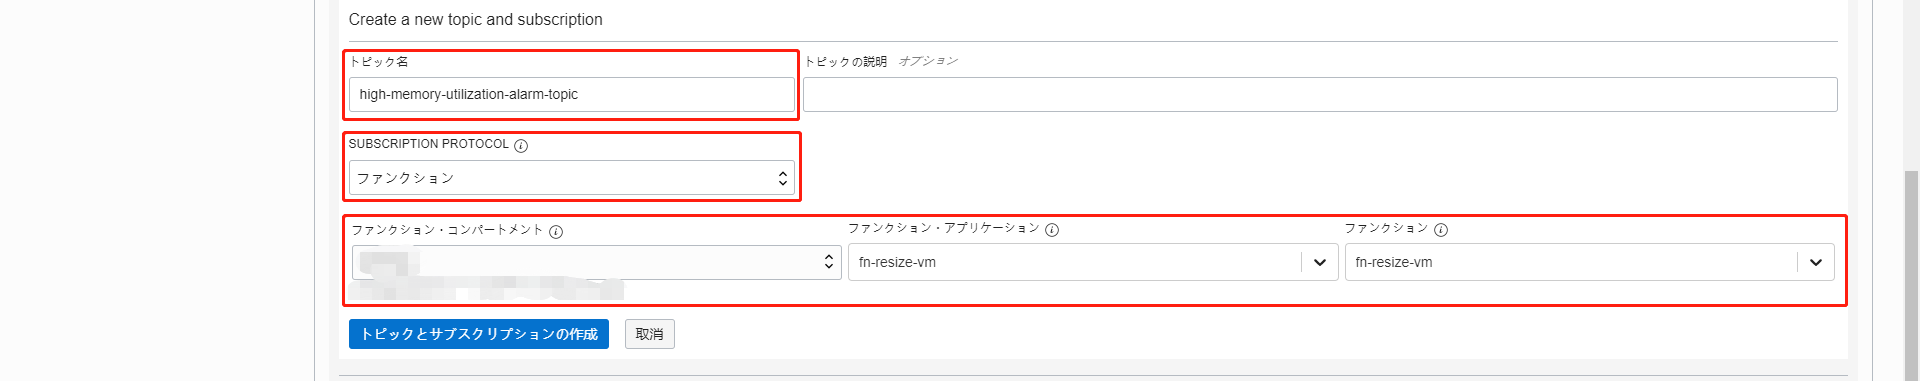 Create a new topic and subscription
トピック名
トピックの説明 オプション
high-memory-utilization-alarm-topic
SUBSCRIPTION PROTOCOL
ファンクション
ファンクション・コンパートメント
ファンクション・アプリケーション
ファンクション
fn-resize-vm
fn-resize-vm
トピックとサブスクリプションの作成
取消